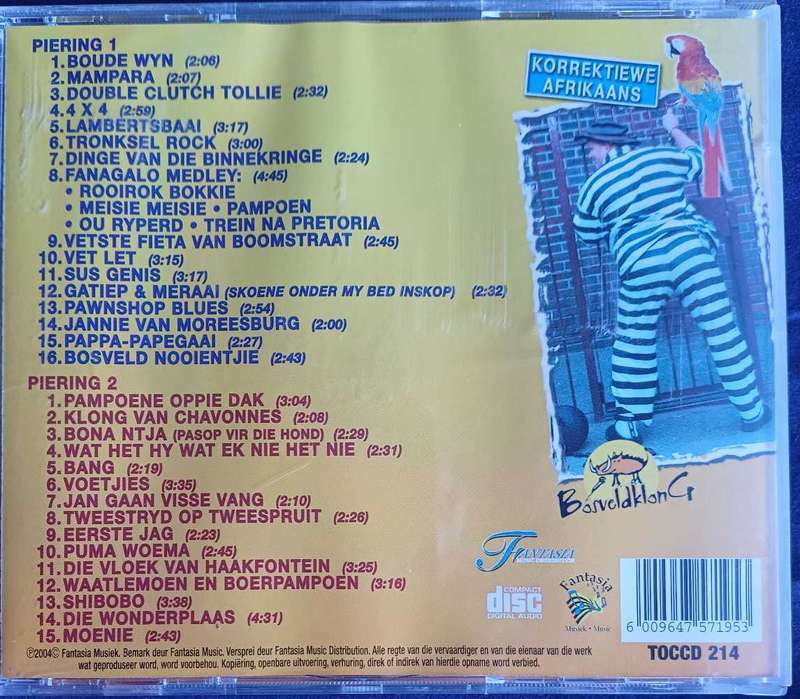 PIERING 1
1. BOUDE WYN (2:06)
2. MAMPARA (2:07)
3. DOUBLE CLUTCH TOLLIE (2:32)
4. 4 X 4 (2:59)
5. LAMBERTSBAAI (3:17)
6. TRONKSEL ROCK (3:00)
7. DINGE VAN DIE BINNEKRINGE (2:24)
8. FANAGALO MEDLEY: (4:45)
• ROOIROK BOKKIE
• MEISIE MEISIE • PAMPOEN
• OU RYPERD • TREIN NA PRETORIA
9. VETSTE FIETA VAN BOOMSTRAAT (2:45)
10. VET LET (3:15)
11. SUS GENIS (3:17)
12. GATIEP & MERAAI (SKOENE ONDER MY BED INSKOP) (2:32)
13. PAWNSHOP BLUES (2:54)
14. JANNIE VAN MOREESBURG (2:00)
15. PAPPA-PAPEGAAI (2:27)
16. BOSVELD NOOIENTJIE (2:43)
PIERING 2
1. PAMPOENE OPPIE DAK (3:04)
2. KLONG VAN CHAVONNES (2:08)
3. BONA NTJA (PASOP VIR DIE HOND) (2:29)
4. WAT HET HY WAT EK NIE HET NIE (2:31)
5. BANG (2:19)
6. VOETJIES (3:35)
7. JAN GAAN VISSE VANG (2:10)
8. TWEESTRYD OP TWEESPRUIT (2:26)
9. EERSTE JAG (2:23)
10. PUMA WOEMA (2:45)
11. DIE VLOEK VAN HAAKFONTEIN (3:25)
12. WAATLEMOEN EN BOERPAMPOEN (3:16)
13. SHIBOBO (3:38)
14. DIE WONDERPLAAS (4:31)
15. MOENIE (2:43)
KORREKTIEWE
AFRIKAANS
BosveldklonG
FANTASIA
COMPACT
disc
DIGITAL AUDIO
Fantasia
Musiek • Music
6 009647 571953
TOCCD 214
℗2004© Fantasia Musiek. Bemark deur Fantasia Music. Versprei deur Fantasia Music Distribution. Alle regte van die vervaardiger en van die eienaar van die werk
wat geproduseer word, word voorbehou. Kopiëring, openbare uitvoering, verhuring, direk of indirek van hierdie opname word verbied.